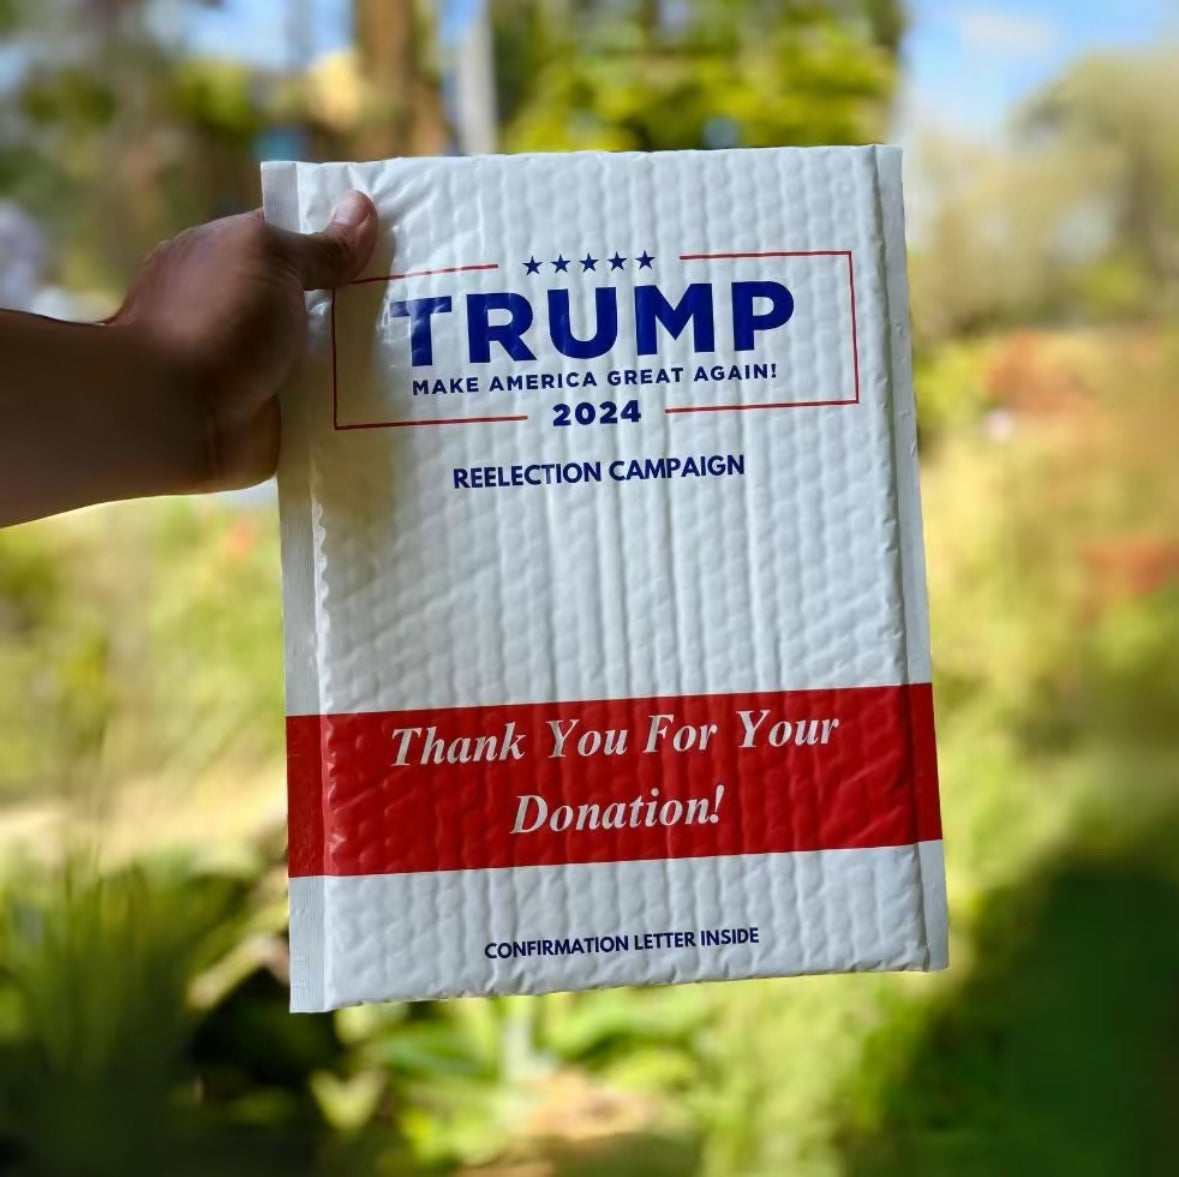 TRUMP
MAKE AMERICA GREAT AGAIN!
2024
REELECTION CAMPAIGN
Thank You For Your
Donation!
CONFIRMATION LETTER INSIDE